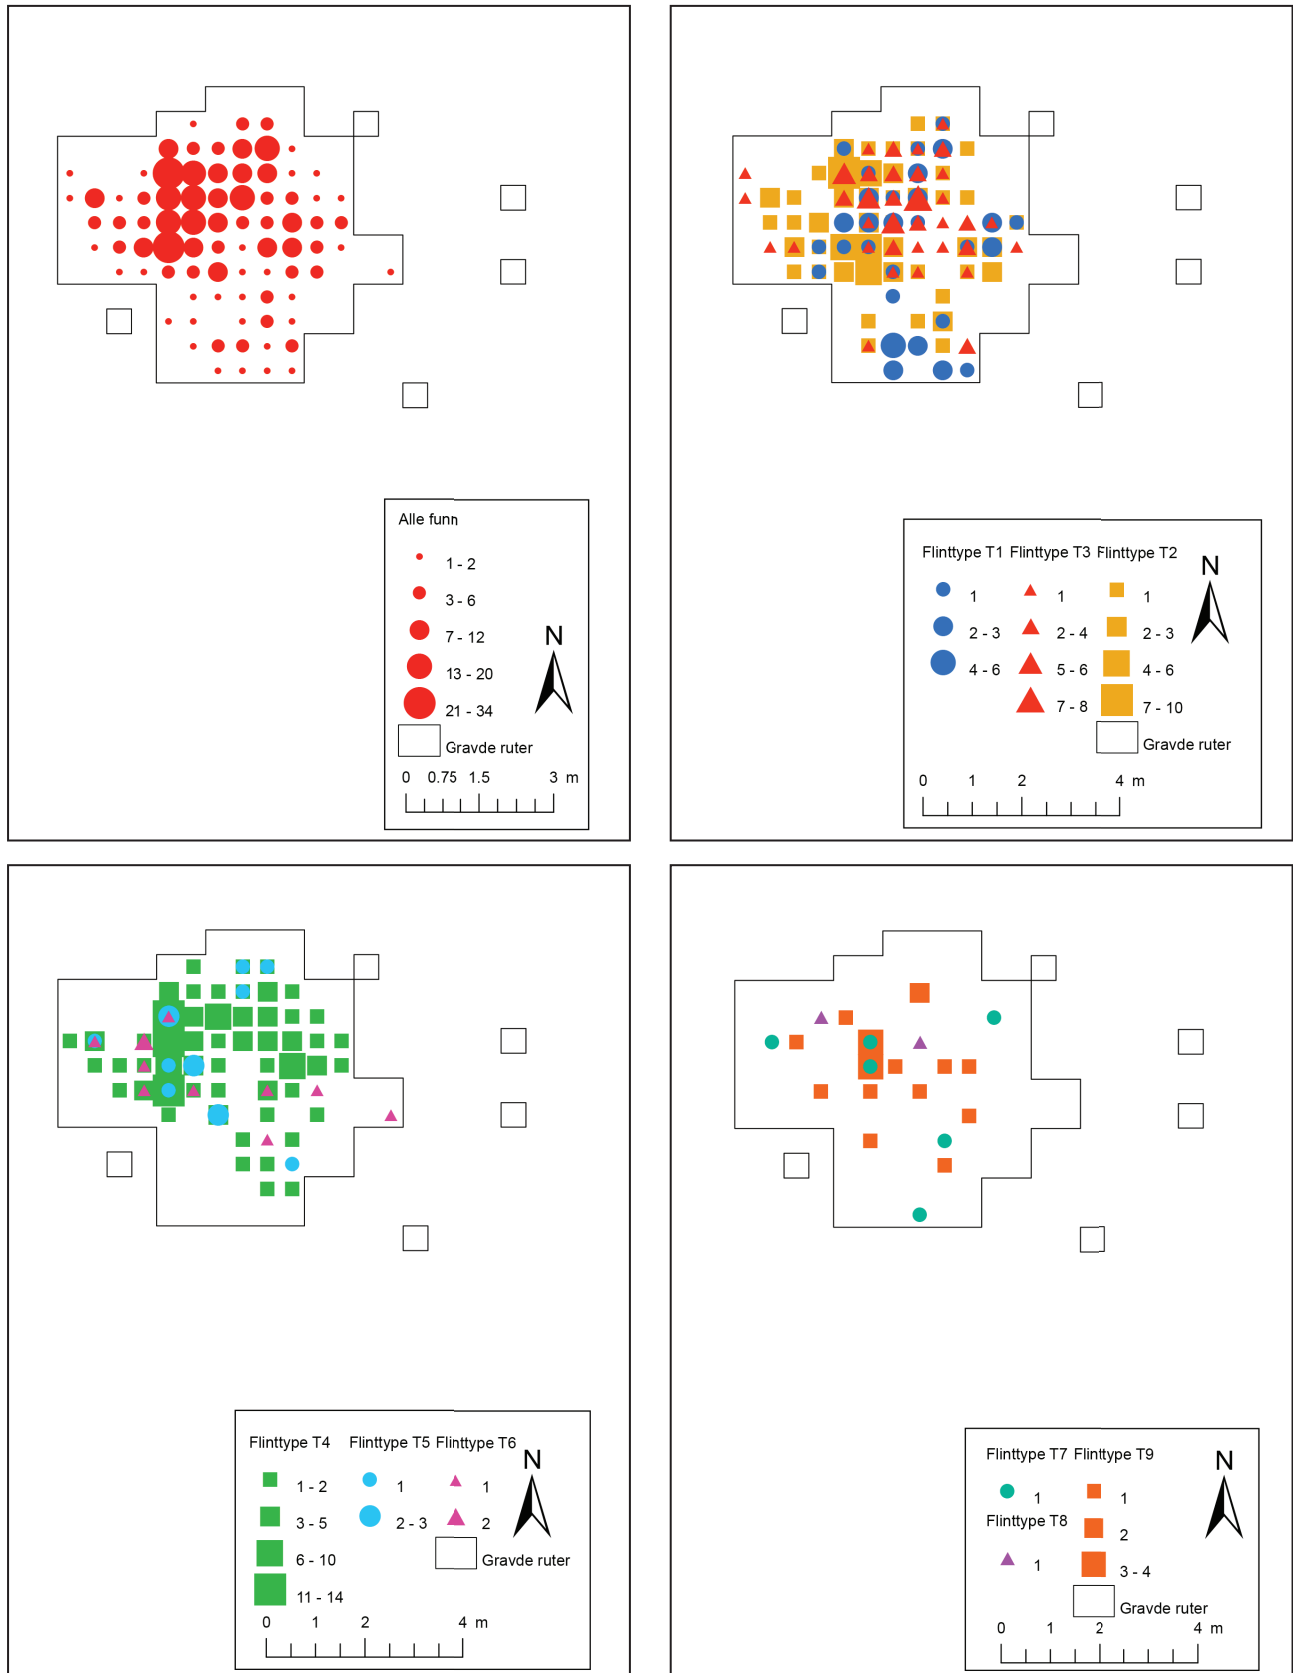 Alle funn
1 - 2
3 - 6
7 - 12
13 - 20
21 - 34
Gravde ruter
N
0 0.75 1.5 3 m
Flinttype T1 Flinttype T3 Flinttype T2
N
1 1 1
2 - 3 2 - 4 2 - 3
4 - 6 5 - 6 4 - 6
7 - 8 7 - 10
Gravde ruter
0 1 2 4 m
Flinttype T4 Flinttype T5 Flinttype T6
N
1 - 2 1 1
3 - 5 2 - 3 2
6 - 10 Gravde ruter
11 - 14
0 1 2 4 m
Flinttype T7 Flinttype T9
N
1 1
Flinttype T8 2
1 3 - 4
Gravde ruter
0 1 2 4 m